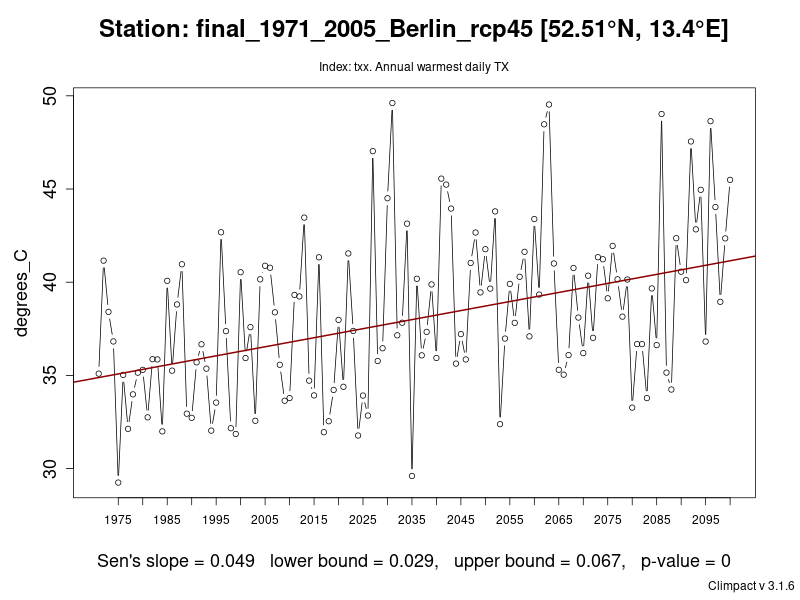 Station: final_1971_2005_Berlin_rcp45 [52.51°N, 13.4°E]
Index: txx. Annual warmest daily TX
degrees_C
50
45
40
35
30
1975 1985 1995 2005 2015 2025 2035 2045 2055 2065 2075 2085 2095
Sen's slope = 0.049 lower bound = 0.029, upper bound = 0.067, p-value = 0
Climpact v 3.1.6